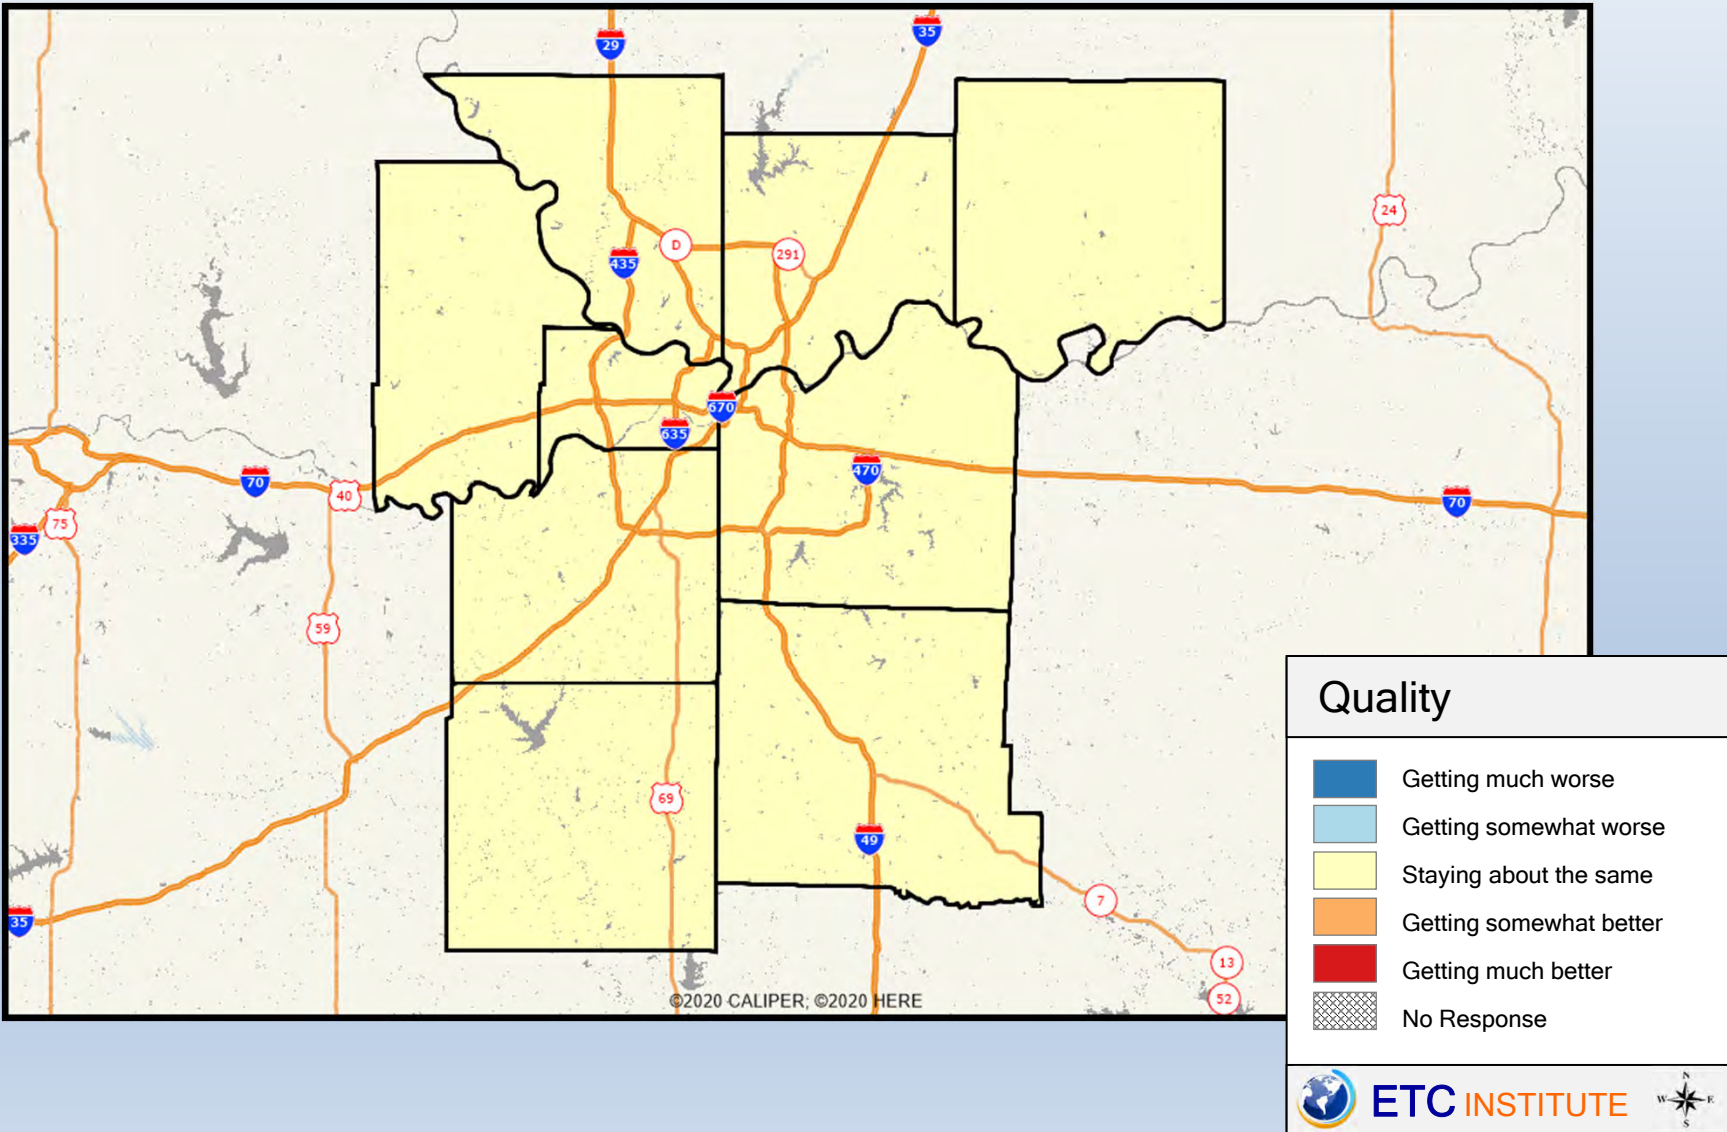 29
35
24
D
291
435
670
635
470
70
40
70
75
335
59
69
49
35
7
13
52
©2020 CALIPER; ©2020 HERE
Quality
Getting much worse
Getting somewhat worse
Staying about the same
Getting somewhat better
Getting much better
No Response
ETC INSTITUTE
N
W E
S